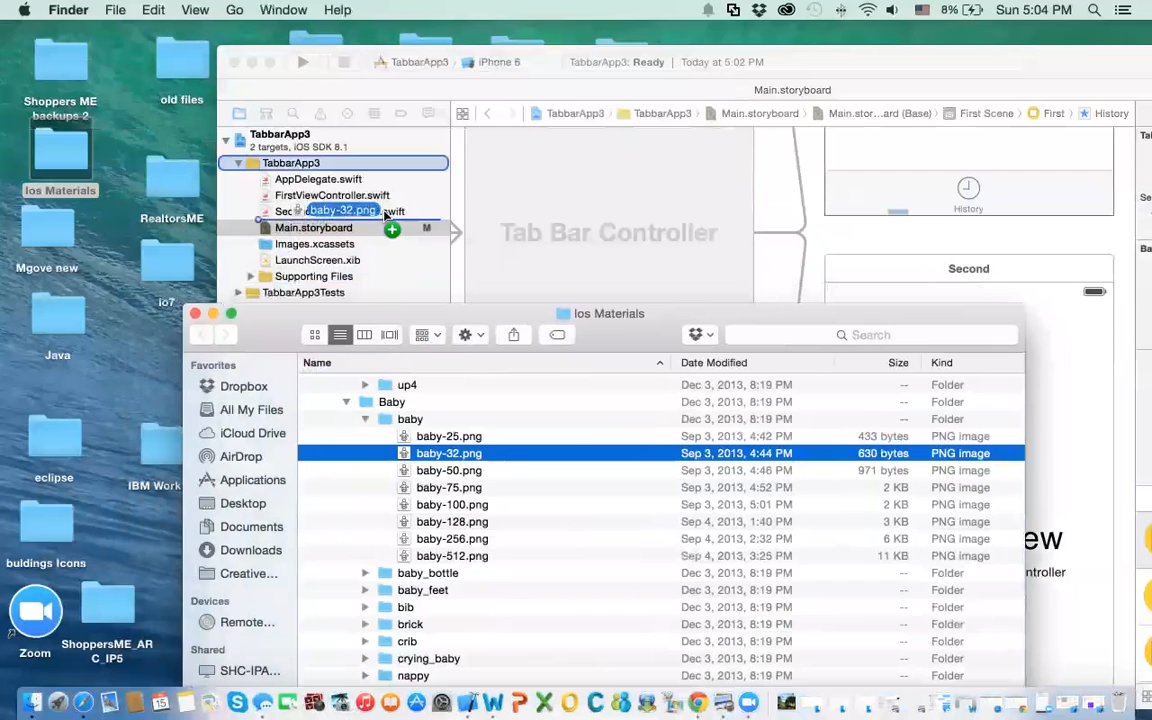 Finder File Edit View Go Window Help 8% Sun 5:04 PM
TabbarApp3 iPhone 6 TabbarApp3: Ready Today at 5:02 PM
Main.storyboard
TabbarApp3 TabbarApp3 Main.storyboard Main.stor...ard (Base) First Scene First History
TabbarApp3
2 targets, iOS SDK 8.1
TabbarApp3
AppDelegate.swift
FirstViewController.swift
baby-32.png
Main.storyboard M
Images.xcassets
LaunchScreen.xib
Supporting Files
TabbarApp3Tests
Tab Bar Controller
History
Second
Shoppers ME
backups 2
old files
Ios Materials
RealtorsME
Mgove new
io7
Java
eclipse
IBM Work
buldings Icons
Zoom
ShoppersME_AR
C_IP5
Ios Materials
Search
Favorites
Dropbox
All My Files
iCloud Drive
AirDrop
Applications
Desktop
Documents
Downloads
Creative...
Devices
Remote...
Shared
SHC-IPA...
Name Date Modified Size Kind
up4 Dec 3, 2013, 8:19 PM -- Folder
Baby Dec 3, 2013, 8:19 PM -- Folder
baby Dec 3, 2013, 8:19 PM -- Folder
baby-25.png Sep 3, 2013, 4:42 PM 433 bytes PNG image
baby-32.png Sep 3, 2013, 4:44 PM 630 bytes PNG image
baby-50.png Sep 3, 2013, 4:46 PM 971 bytes PNG image
baby-75.png Sep 3, 2013, 4:52 PM 2 KB PNG image
baby-100.png Sep 3, 2013, 5:01 PM 2 KB PNG image
baby-128.png Sep 4, 2013, 1:40 PM 3 KB PNG image
baby-256.png Sep 4, 2013, 2:32 PM 6 KB PNG image
baby-512.png Sep 4, 2013, 3:25 PM 11 KB PNG image
baby_bottle Dec 3, 2013, 8:19 PM -- Folder
baby_feet Dec 3, 2013, 8:19 PM -- Folder
bib Dec 3, 2013, 8:19 PM -- Folder
brick Dec 3, 2013, 8:19 PM -- Folder
crib Dec 3, 2013, 8:19 PM -- Folder
crying_baby Dec 3, 2013, 8:19 PM -- Folder
nappy Dec 3, 2013, 8:19 PM -- Folder